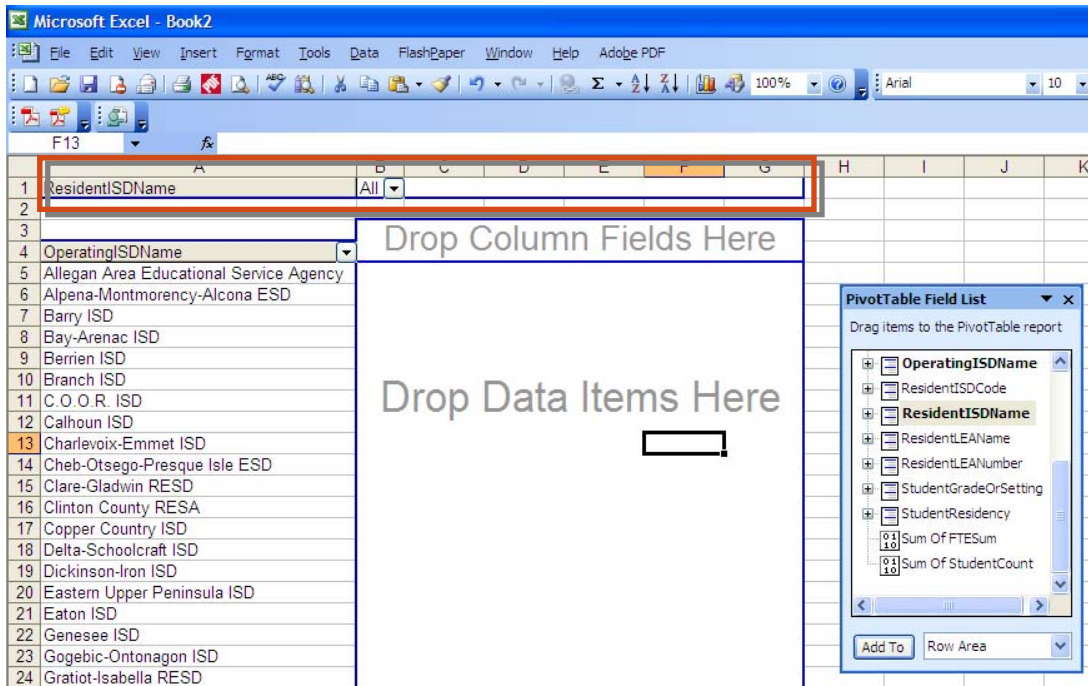 Microsoft Excel - Book2
File Edit View Insert Format Tools Data FlashPaper Window Help Adobe PDF
ABC Σ A Z Z A 100% Arial 10
F13 fx
A B C D E F G H I J K
1 ResidentISDName All
2
3 Drop Column Fields Here
4 OperatingISDName
5 Allegan Area Educational Service Agency
6 Alpena-Montmorency-Alcona ESD
7 Barry ISD
8 Bay-Arenac ISD
9 Berrien ISD
10 Branch ISD
11 C.O.O.R. ISD
12 Calhoun ISD
13 Charlevoix-Emmet ISD
14 Cheb-Otsego-Presque Isle ESD
15 Clare-Gladwin RESD
16 Clinton County RESA
17 Copper Country ISD
18 Delta-Schoolcraft ISD
19 Dickinson-Iron ISD
20 Eastern Upper Peninsula ISD
21 Eaton ISD
22 Genesee ISD
23 Gogebic-Ontonagon ISD
24 Gratiot-Isabella RESD
Drop Data Items Here
PivotTable Field List
Drag items to the PivotTable report
OperatingISDName
ResidentISDCode
ResidentISDName
ResidentLEAName
ResidentLEANumber
StudentGradeOrSetting
StudentResidency
Sum Of FTESum
Sum Of StudentCount
Add To Row Area